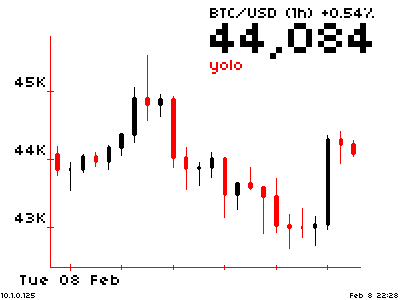 BTC/USD (1h) +0.54%
44,084
yolo
45K
44K
43K
Tue 08 Feb
10.1.0.125
Feb 8 22:28